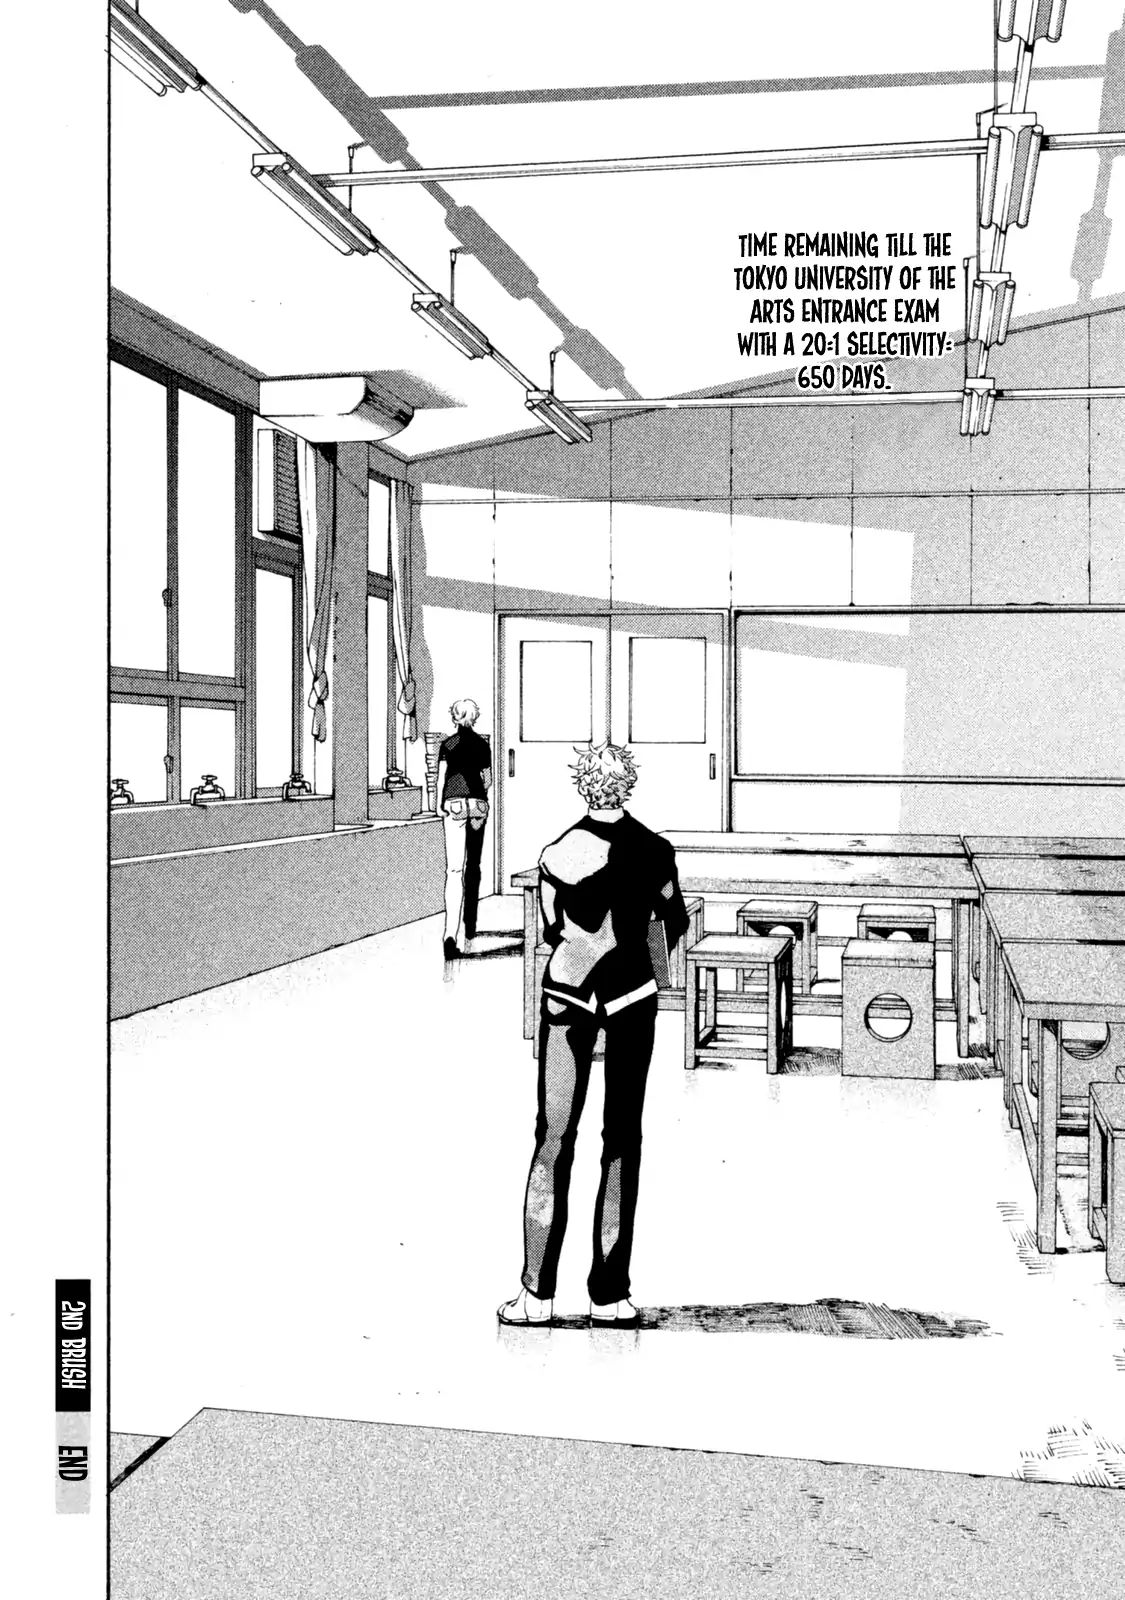 TIME REMAINING TILL THE
TOKYO UNIVERSITY OF THE
ARTS ENTRANCE EXAM
WITH A 20:1 SELECTIVITY:
650 DAYS.
2ND BRUSH
END